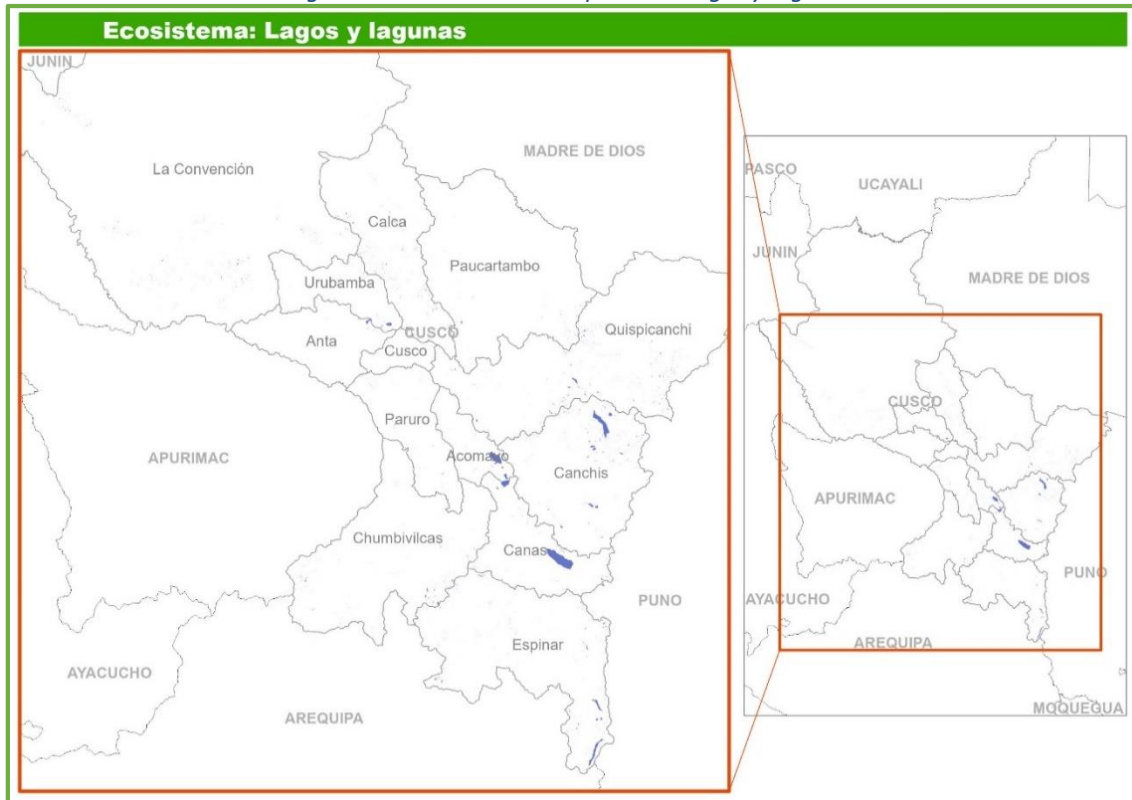 Ecosistema: Lagos y lagunas
JUNIN
La Convención
MADRE DE DIOS
Calca
Paucartambo
Urubamba
CUSCO
Quispicanchi
Anta
Cusco
Paruro
Acomayo
APURIMAC
Canchis
Chumbivilcas
Canas
PUNO
Espinar
AYACUCHO
AREQUIPA
PASCO
UCAYALI
JUNIN
MADRE DE DIOS
CUSCO
APURIMAC
PUNO
AYACUCHO
AREQUIPA
MOQUEGUA